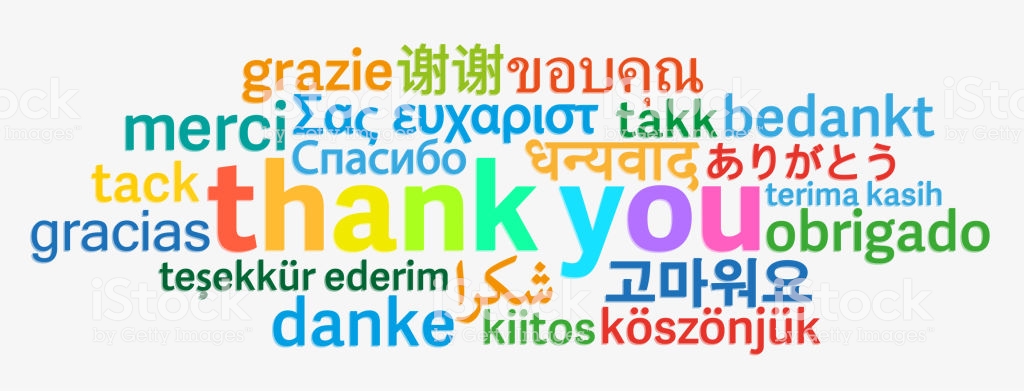 grazie 谢谢 ขอบคุณ
merci Σας ευχαριστ takk bedankt
Спасибо धन्यवाद ありがとう
tack thank you terima kasih
gracias obrigado
teşekkür ederim شكرا 고마워요
danke kiitos köszönjük
iStock
by Getty Images™